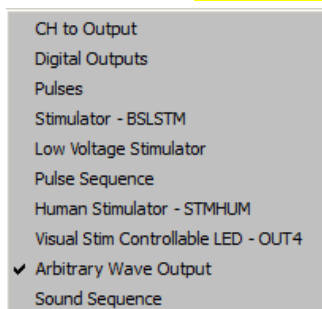 CH to Output
Digital Outputs
Pulses
Stimulator - BSLSTM
Low Voltage Stimulator
Pulse Sequence
Human Stimulator - STMHUM
Visual Stim Controllable LED - OUT4
Arbitrary Wave Output
Sound Sequence